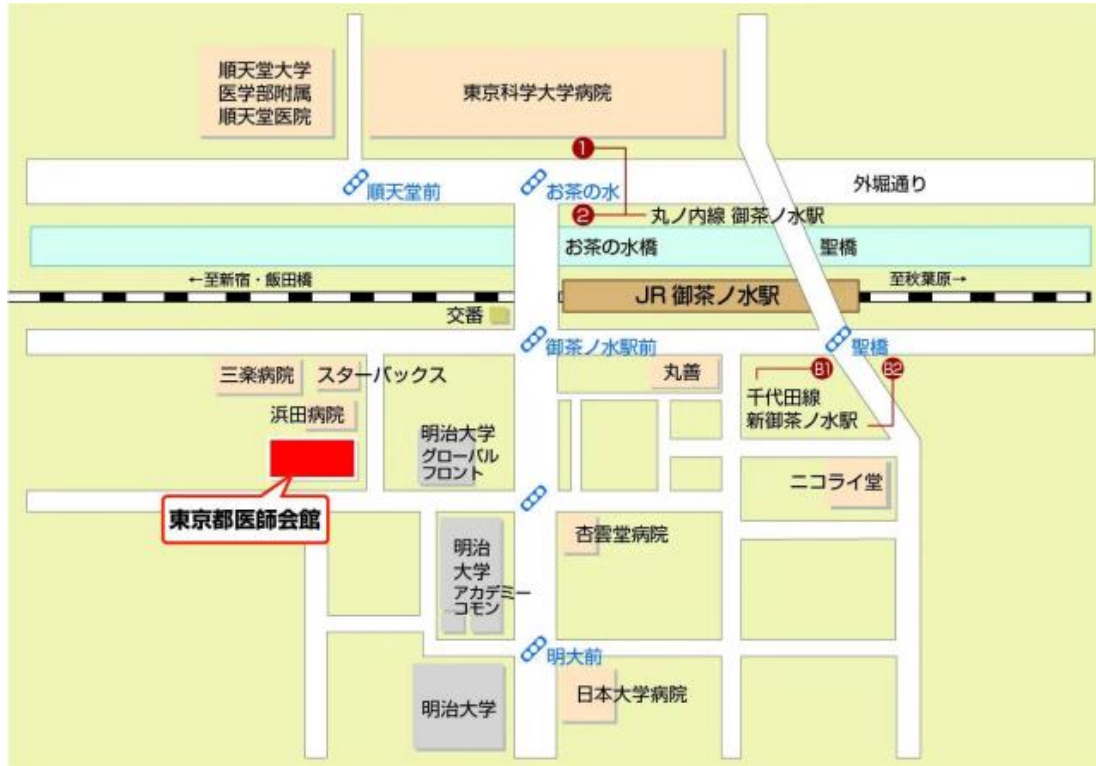 順天堂大学
医学部附属
順天堂医院
東京科学大学病院
1
順天堂前
お茶の水
外堀通り
2
丸ノ内線 御茶ノ水駅
お茶の水橋
聖橋
←至新宿・飯田橋
JR 御茶ノ水駅
至秋葉原→
交番
御茶ノ水駅前
聖橋
三楽病院
スターバックス
丸善
B1
B2
千代田線
新御茶ノ水駅
浜田病院
明治大学
グローバル
フロント
ニコライ堂
東京都医師会館
杏雲堂病院
明治
大学
アカデミー
コモン
明大前
日本大学病院
明治大学